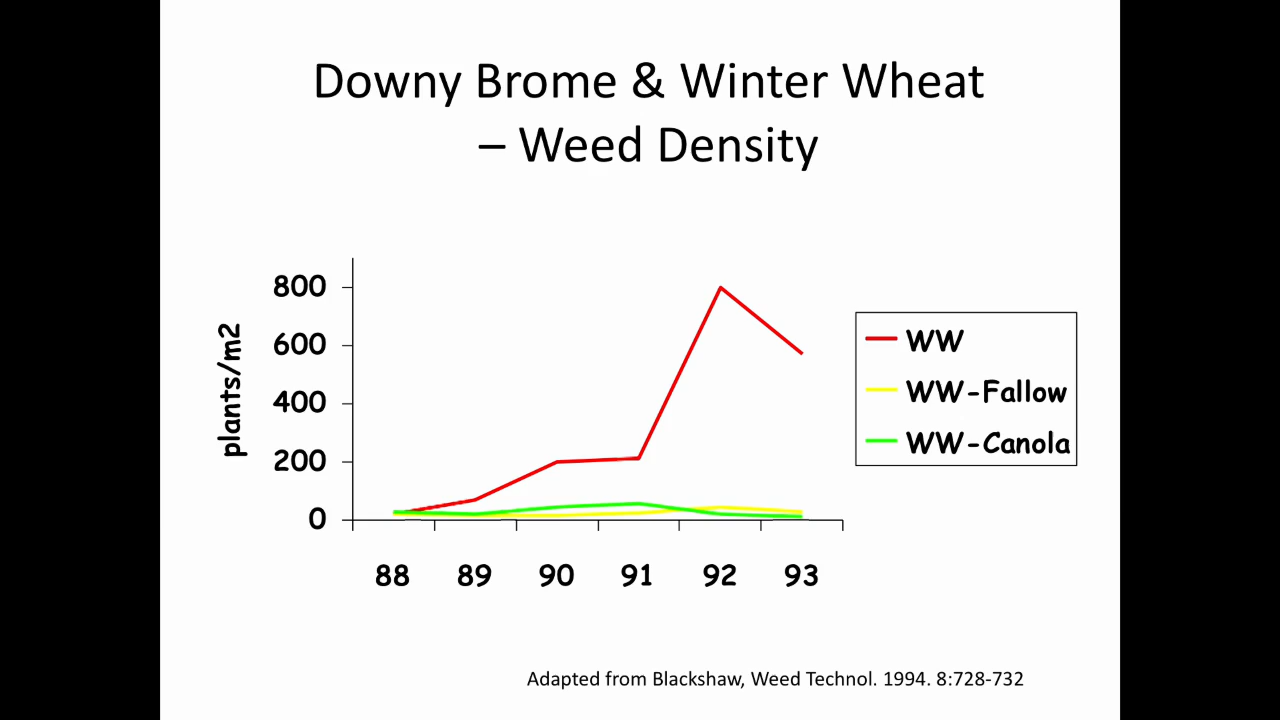 Downy Brome & Winter Wheat
– Weed Density
plants/m2
800
600
400
200
0
88 89 90 91 92 93
WW
WW-Fallow
WW-Canola
Adapted from Blackshaw, Weed Technol. 1994. 8:728-732